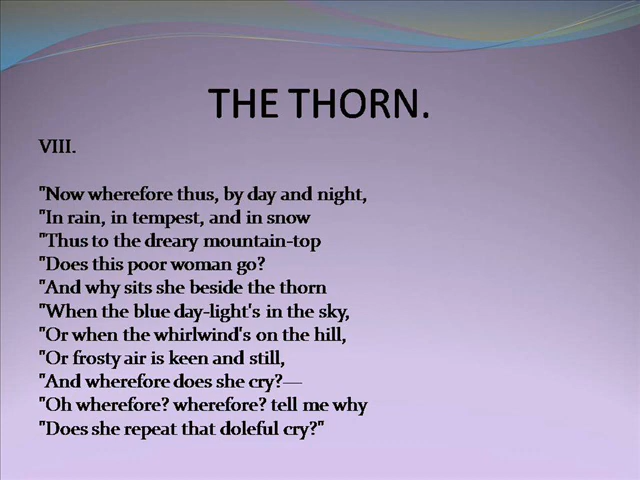 THE THORN.
VIII.
"Now wherefore thus, by day and night,
"In rain, in tempest, and in snow
"Thus to the dreary mountain-top
"Does this poor woman go?
"And why sits she beside the thorn
"When the blue day-light's in the sky,
"Or when the whirlwind's on the hill,
"Or frosty air is keen and still,
"And wherefore does she cry?—
"Oh wherefore? wherefore? tell me why
"Does she repeat that doleful cry?"